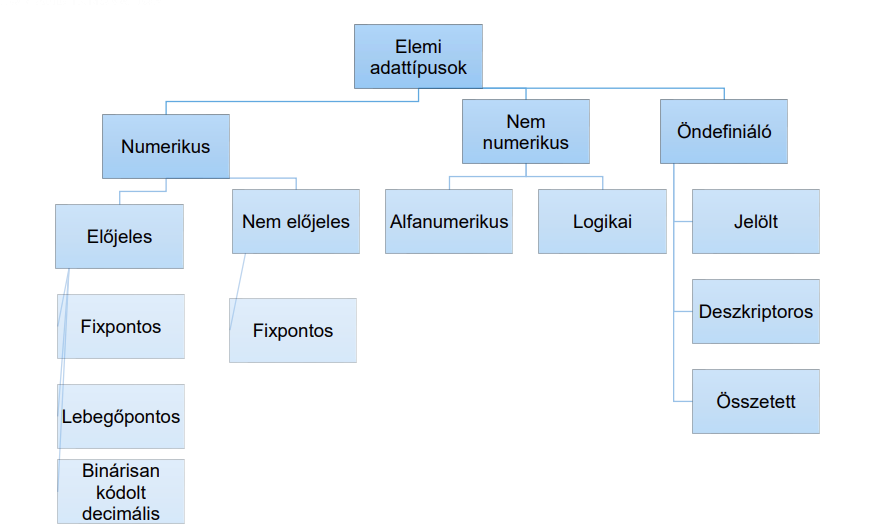 Elemi
adattípusok
Numerikus
Nem
numerikus
Öndefiniáló
Előjeles
Nem előjeles
Alfanumerikus
Logikai
Jelölt
Fixpontos
Fixpontos
Deszkriptoros
Lebegőpontos
Összetett
Binárisan
kódolt
decimális